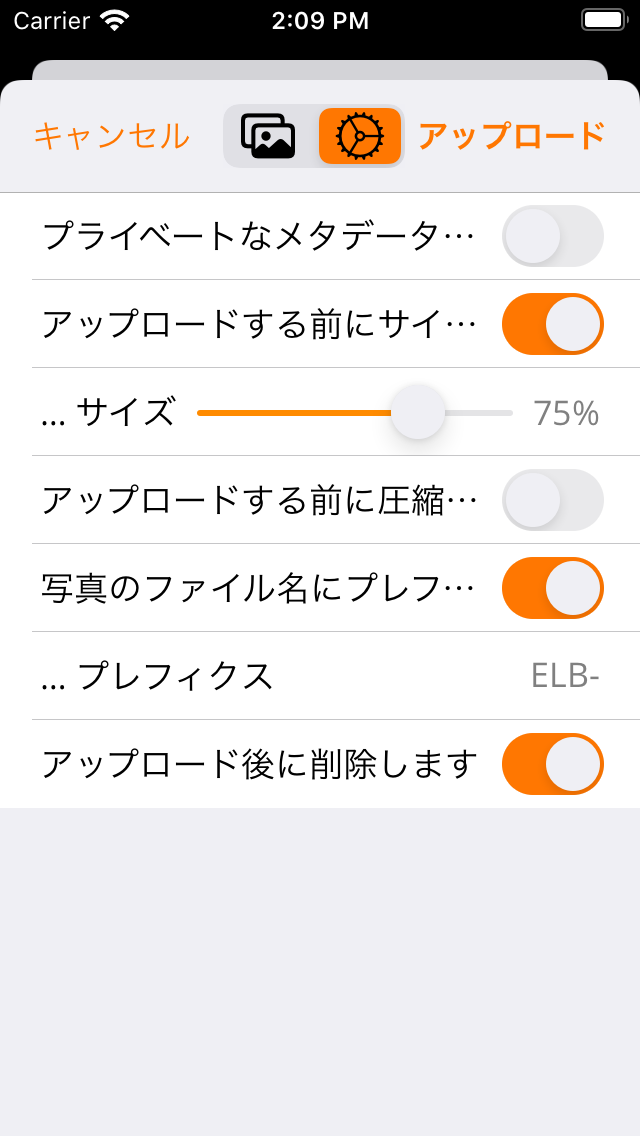 Carrier 2:09 PM
キャンセル アップロード
プライベートなメタデータ…
アップロードする前にサイ…
... サイズ 75%
アップロードする前に圧縮…
写真のファイル名にプレフ…
... プレフィクス ELB-
アップロード後に削除します